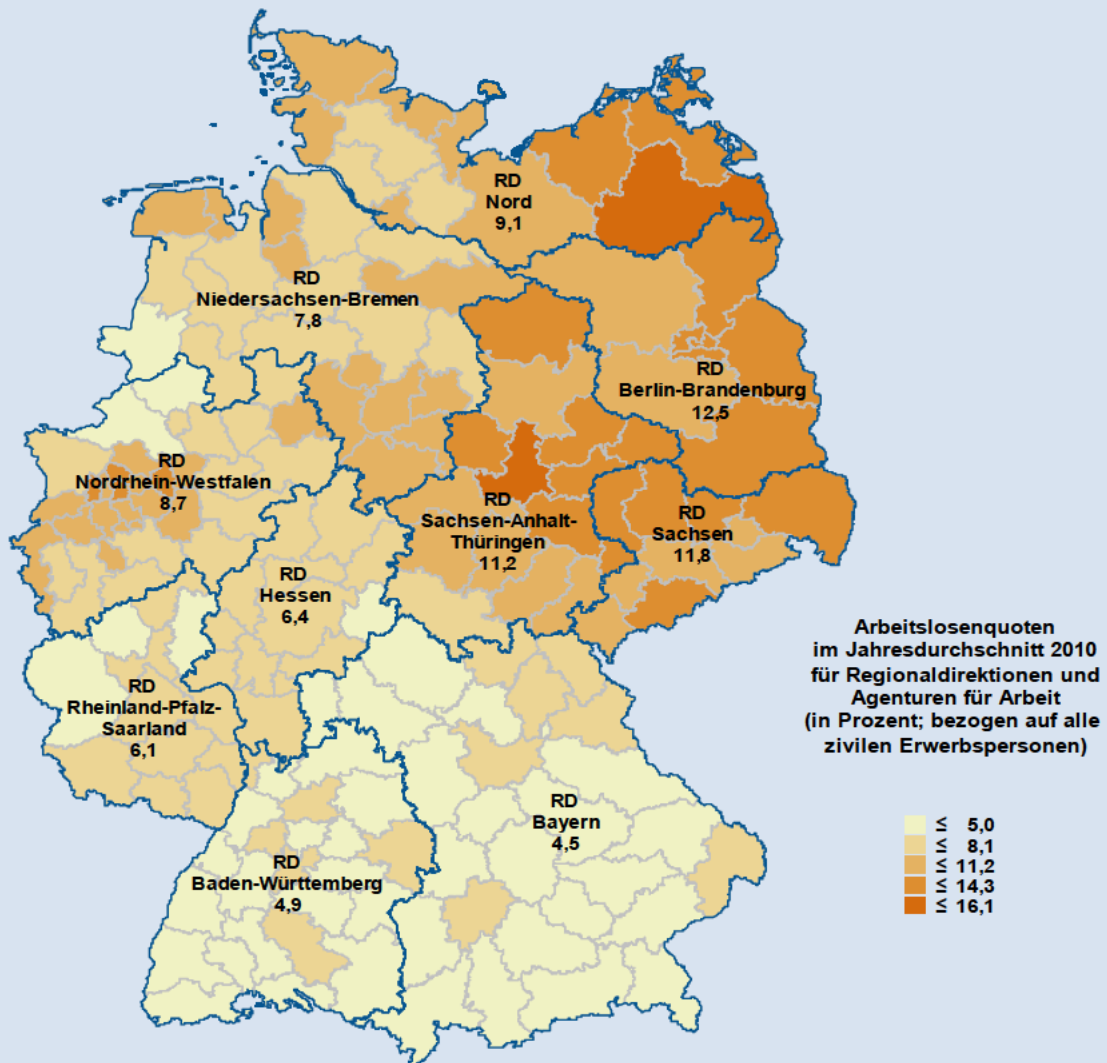 RD
Nord
9,1
RD
Niedersachsen-Bremen
7,8
RD
Berlin-Brandenburg
12,5
RD
Nordrhein-Westfalen
8,7
RD
Sachsen-Anhalt-
Thüringen
11,2
RD
Sachsen
11,8
RD
Hessen
6,4
RD
Rheinland-Pfalz-
Saarland
6,1
RD
Bayern
4,5
RD
Baden-Württemberg
4,9
Arbeitslosenquoten
im Jahresdurchschnitt 2010
für Regionaldirektionen und
Agenturen für Arbeit
(in Prozent; bezogen auf alle
zivilen Erwerbspersonen)
≤ 5,0
≤ 8,1
≤ 11,2
≤ 14,3
≤ 16,1